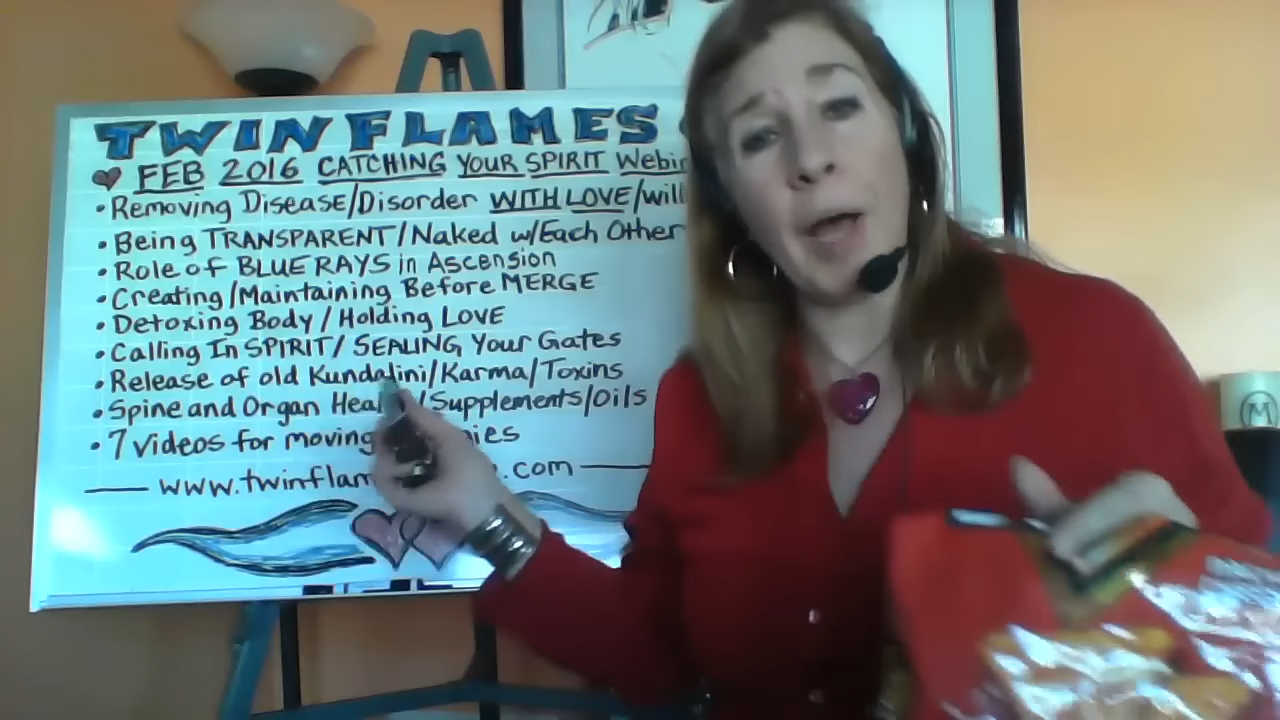 TWIN FLAMES
FEB 2016 CATCHING YOUR SPIRIT
• Removing Disease/Disorder WITH LOVE/will
• Being TRANSPARENT/Naked w/Each Other
• Role of BLUE RAYS in Ascension
• Creating/Maintaining Before MERGE
• Detoxing Body/Holding LOVE
• Calling In SPIRIT/SEALING Your Gates
• Release of old Kundalini/Karma/Toxins
• Spine and Organ /Supplements/Oils
• 7 videos for moving
www.twinflam .com
M